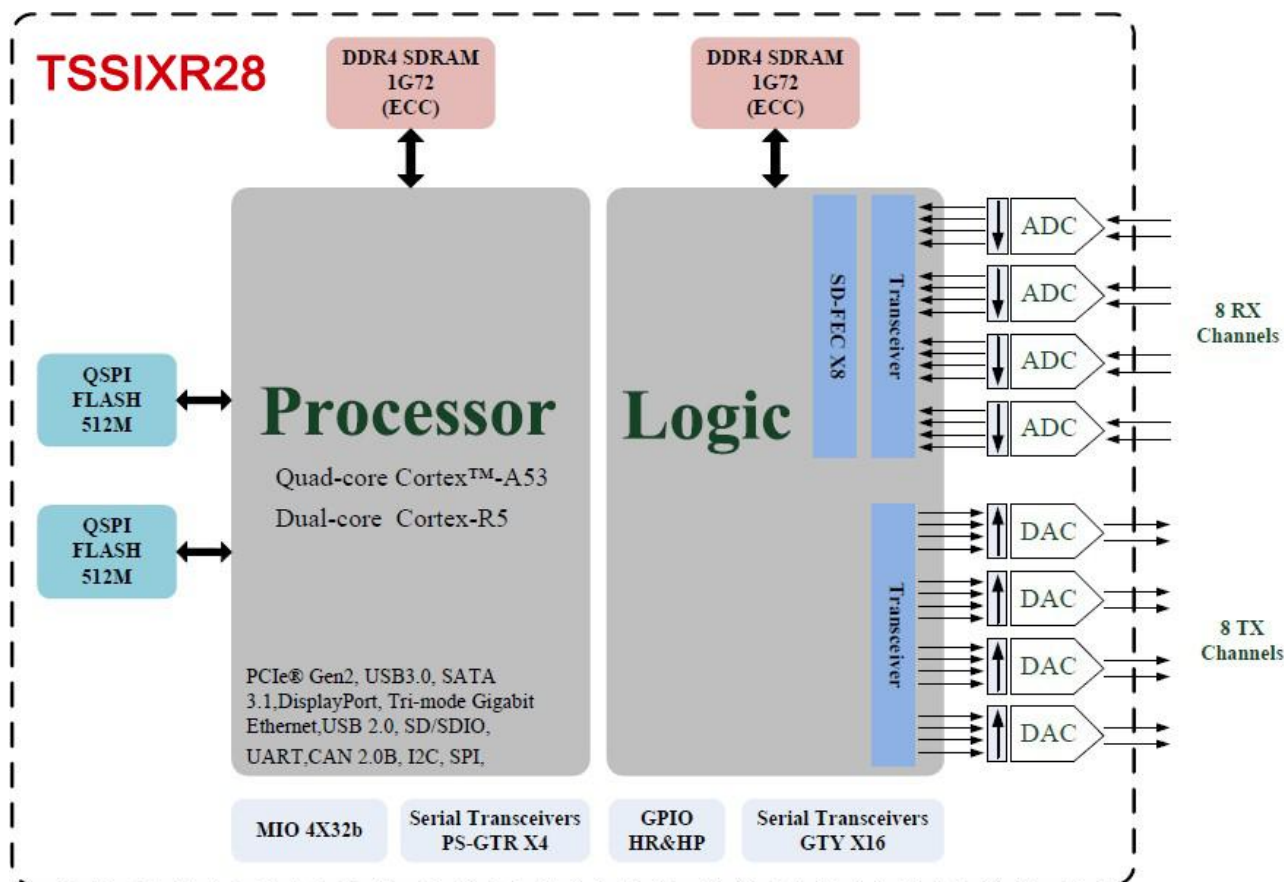 TSSIXR28
DDR4 SDRAM
1G72
(ECC)
DDR4 SDRAM
1G72
(ECC)
QSPI
FLASH
512M
QSPI
FLASH
512M
Processor
Quad-core Cortex™-A53
Dual-core Cortex-R5
PCIe® Gen2, USB3.0, SATA
3.1,DisplayPort, Tri-mode Gigabit
Ethernet,USB 2.0, SD/SDIO,
UART,CAN 2.0B, I2C, SPI,
Logic
SD-FEC X8
Transceiver
Transceiver
ADC
ADC
ADC
ADC
8 RX
Channels
DAC
DAC
DAC
DAC
8 TX
Channels
MIO 4X32b
Serial Transceivers
PS-GTR X4
GPIO
HR&HP
Serial Transceivers
GTY X16